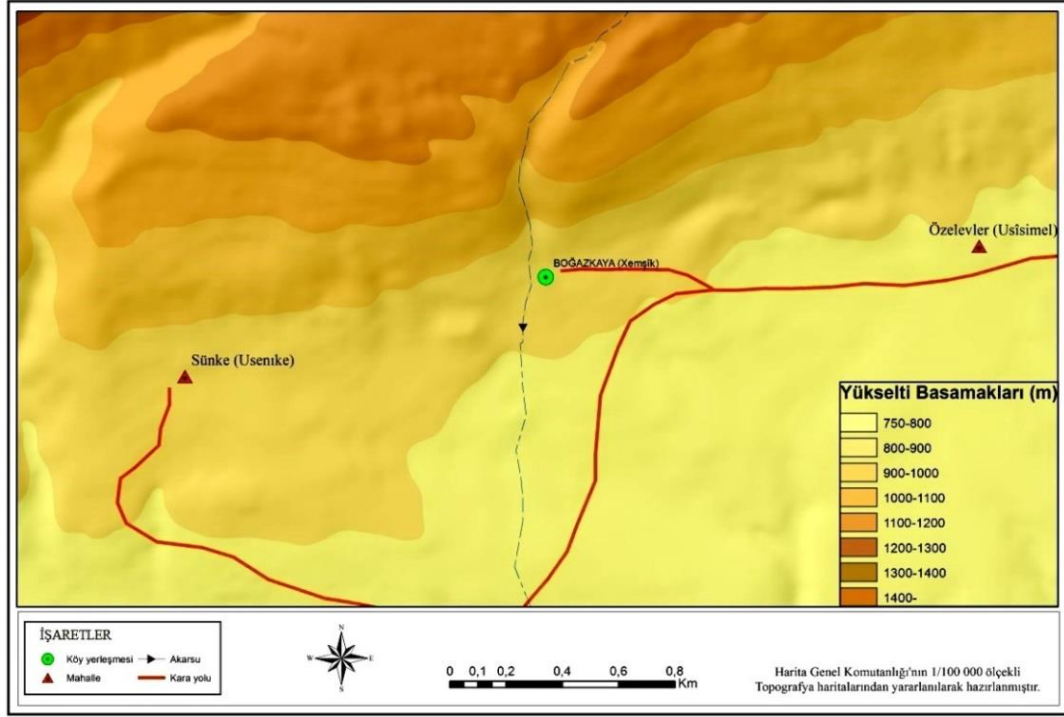 Özelevler (Usîsimel)
BOĞAZKAYA (Xemşik)
Sünke (Usenıke)
Yükselti Basamakları (m)
750-800
800-900
900-1000
1000-1100
1100-1200
1200-1300
1300-1400
1400-
İŞARETLER
Köy yerleşmesi
Akarsu
Mahalle
Kara yolu
N
W
E
S
0 0,1 0,2 0,4 0,6 0,8
Km
Harita Genel Komutanlığı'nın 1/100 000 ölçekli
Topografya haritalarından yararlanılarak hazırlanmıştır.